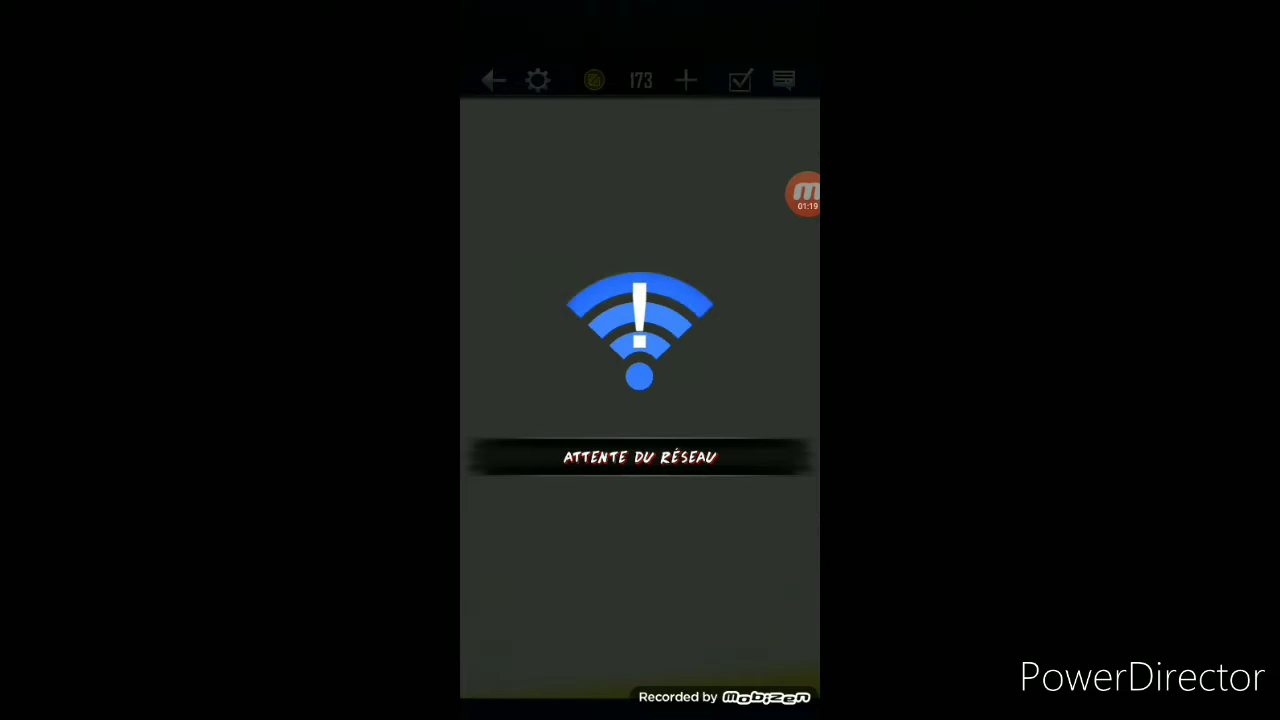 173
01:19
ATTENTE DU RÉSEAU
Recorded by mobizen
PowerDirector